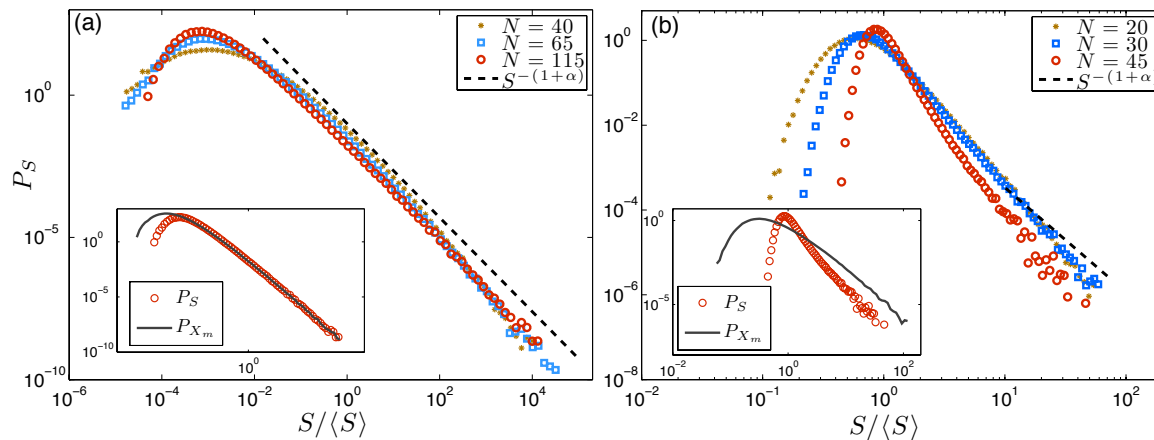 (a)
N = 40
N = 65
N = 115
S^{-(1+α)}
P_S
10^0
10^{-5}
10^{-10}
10^{-6}
10^{-4}
10^{-2}
10^0
10^2
10^4
S/⟨S⟩
10^0
10^{-5}
10^{-10}
10^0
P_S
P_{X_m}
(b)
N = 20
N = 30
N = 45
S^{-(1+α
10^0
10^{-2}
10^{-4}
10^{-6}
10^{-8}
10^{-2}
10^{-1}
10^0
10^1
10^2
S/⟨S⟩
10^0
10^{-5}
10^{-2}
10^0
10^2
P_S
P_{X_m}